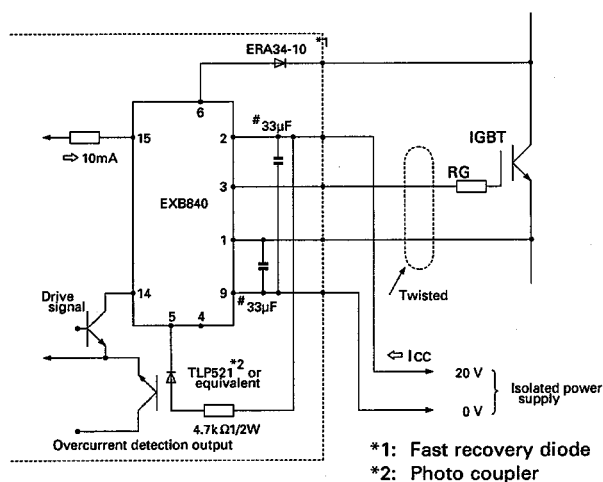 *1
ERA34-10
6
#33µF
15
2
IGBT
⇨ 10mA
RG
3
EXB840
1
14
9
#33µF
Drive
signal
5
4
Twisted
TLP521*2 or
equivalent
⇦ Icc
20 V
Isolated power
supply
0 V
4.7kΩ1/2W
Overcurrent detection output
*1: Fast recovery diode
*2: Photo coupler